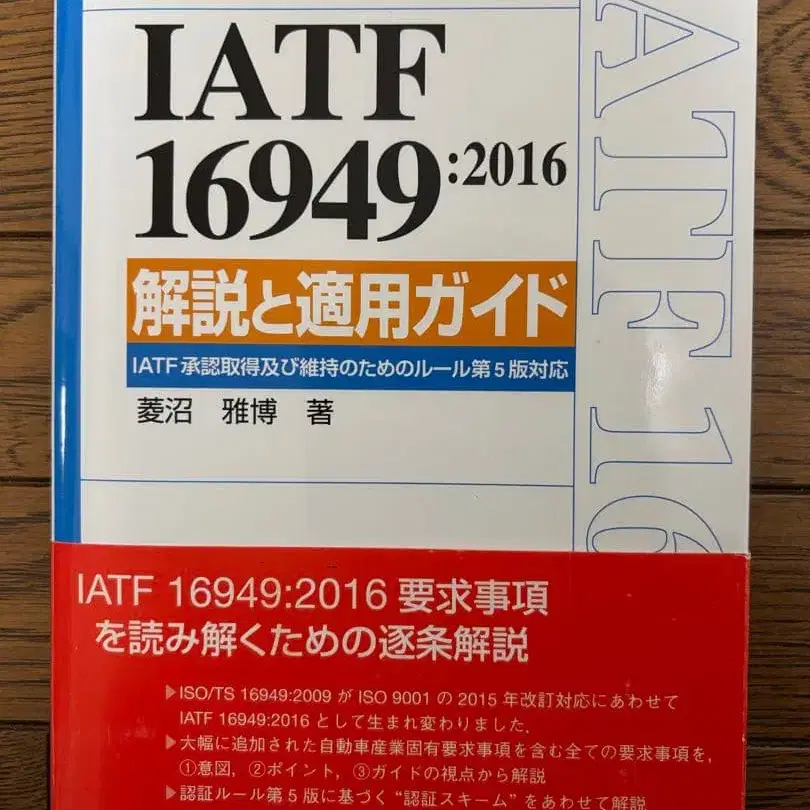 IATF
16949:2016
解説と適用ガイド
IATF承認取得及び維持のためのルール第5版対応
菱沼 雅博 著
ATF 16
IATF 16949:2016 要求事項
を読み解くための逐条解説
▶ISO/TS 16949:2009 が ISO 9001 の 2015 年改訂対応にあわせて
IATF 16949:2016 として生まれ変わりました.
▶大幅に追加された自動車産業固有要求事項を含む全ての要求事項を,
①意図, ②ポイント, ③ガイドの視点から解説
▶認証ルール第5版に基づく“認証スキーム”をあわせて解説